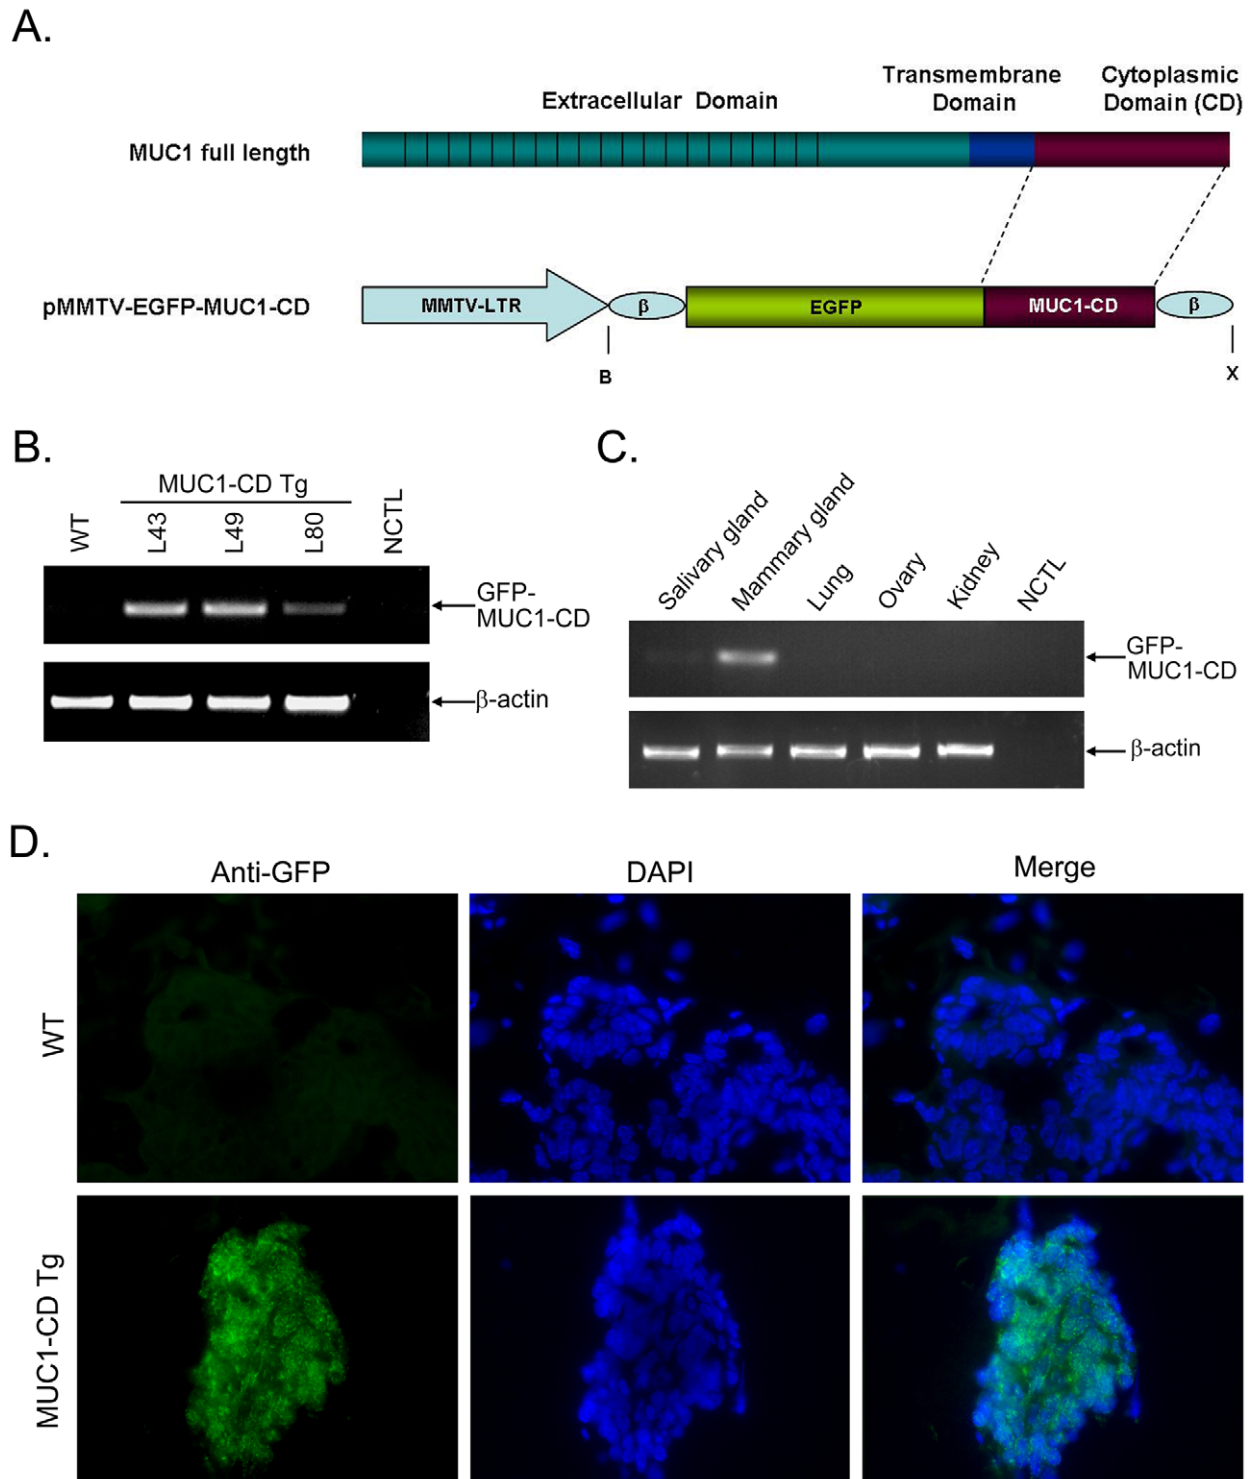 A.
Extracellular Domain
Transmembrane
Domain
Cytoplasmic
Domain (CD)
MUC1 full length
pMMTV-EGFP-MUC1-CD
MMTV-LTR
β
EGFP
MUC1-CD
β
B
X
B.
MUC1-CD Tg
WT
L43
L49
L80
NCTL
GFP-
MUC1-CD
β-actin
C.
Salivary gland
Mammary gland
Lung
Ovary
Kidney
NCTL
GFP-
MUC1-CD
β-actin
D.
Anti-GFP
DAPI
Merge
WT
MUC1-CD Tg